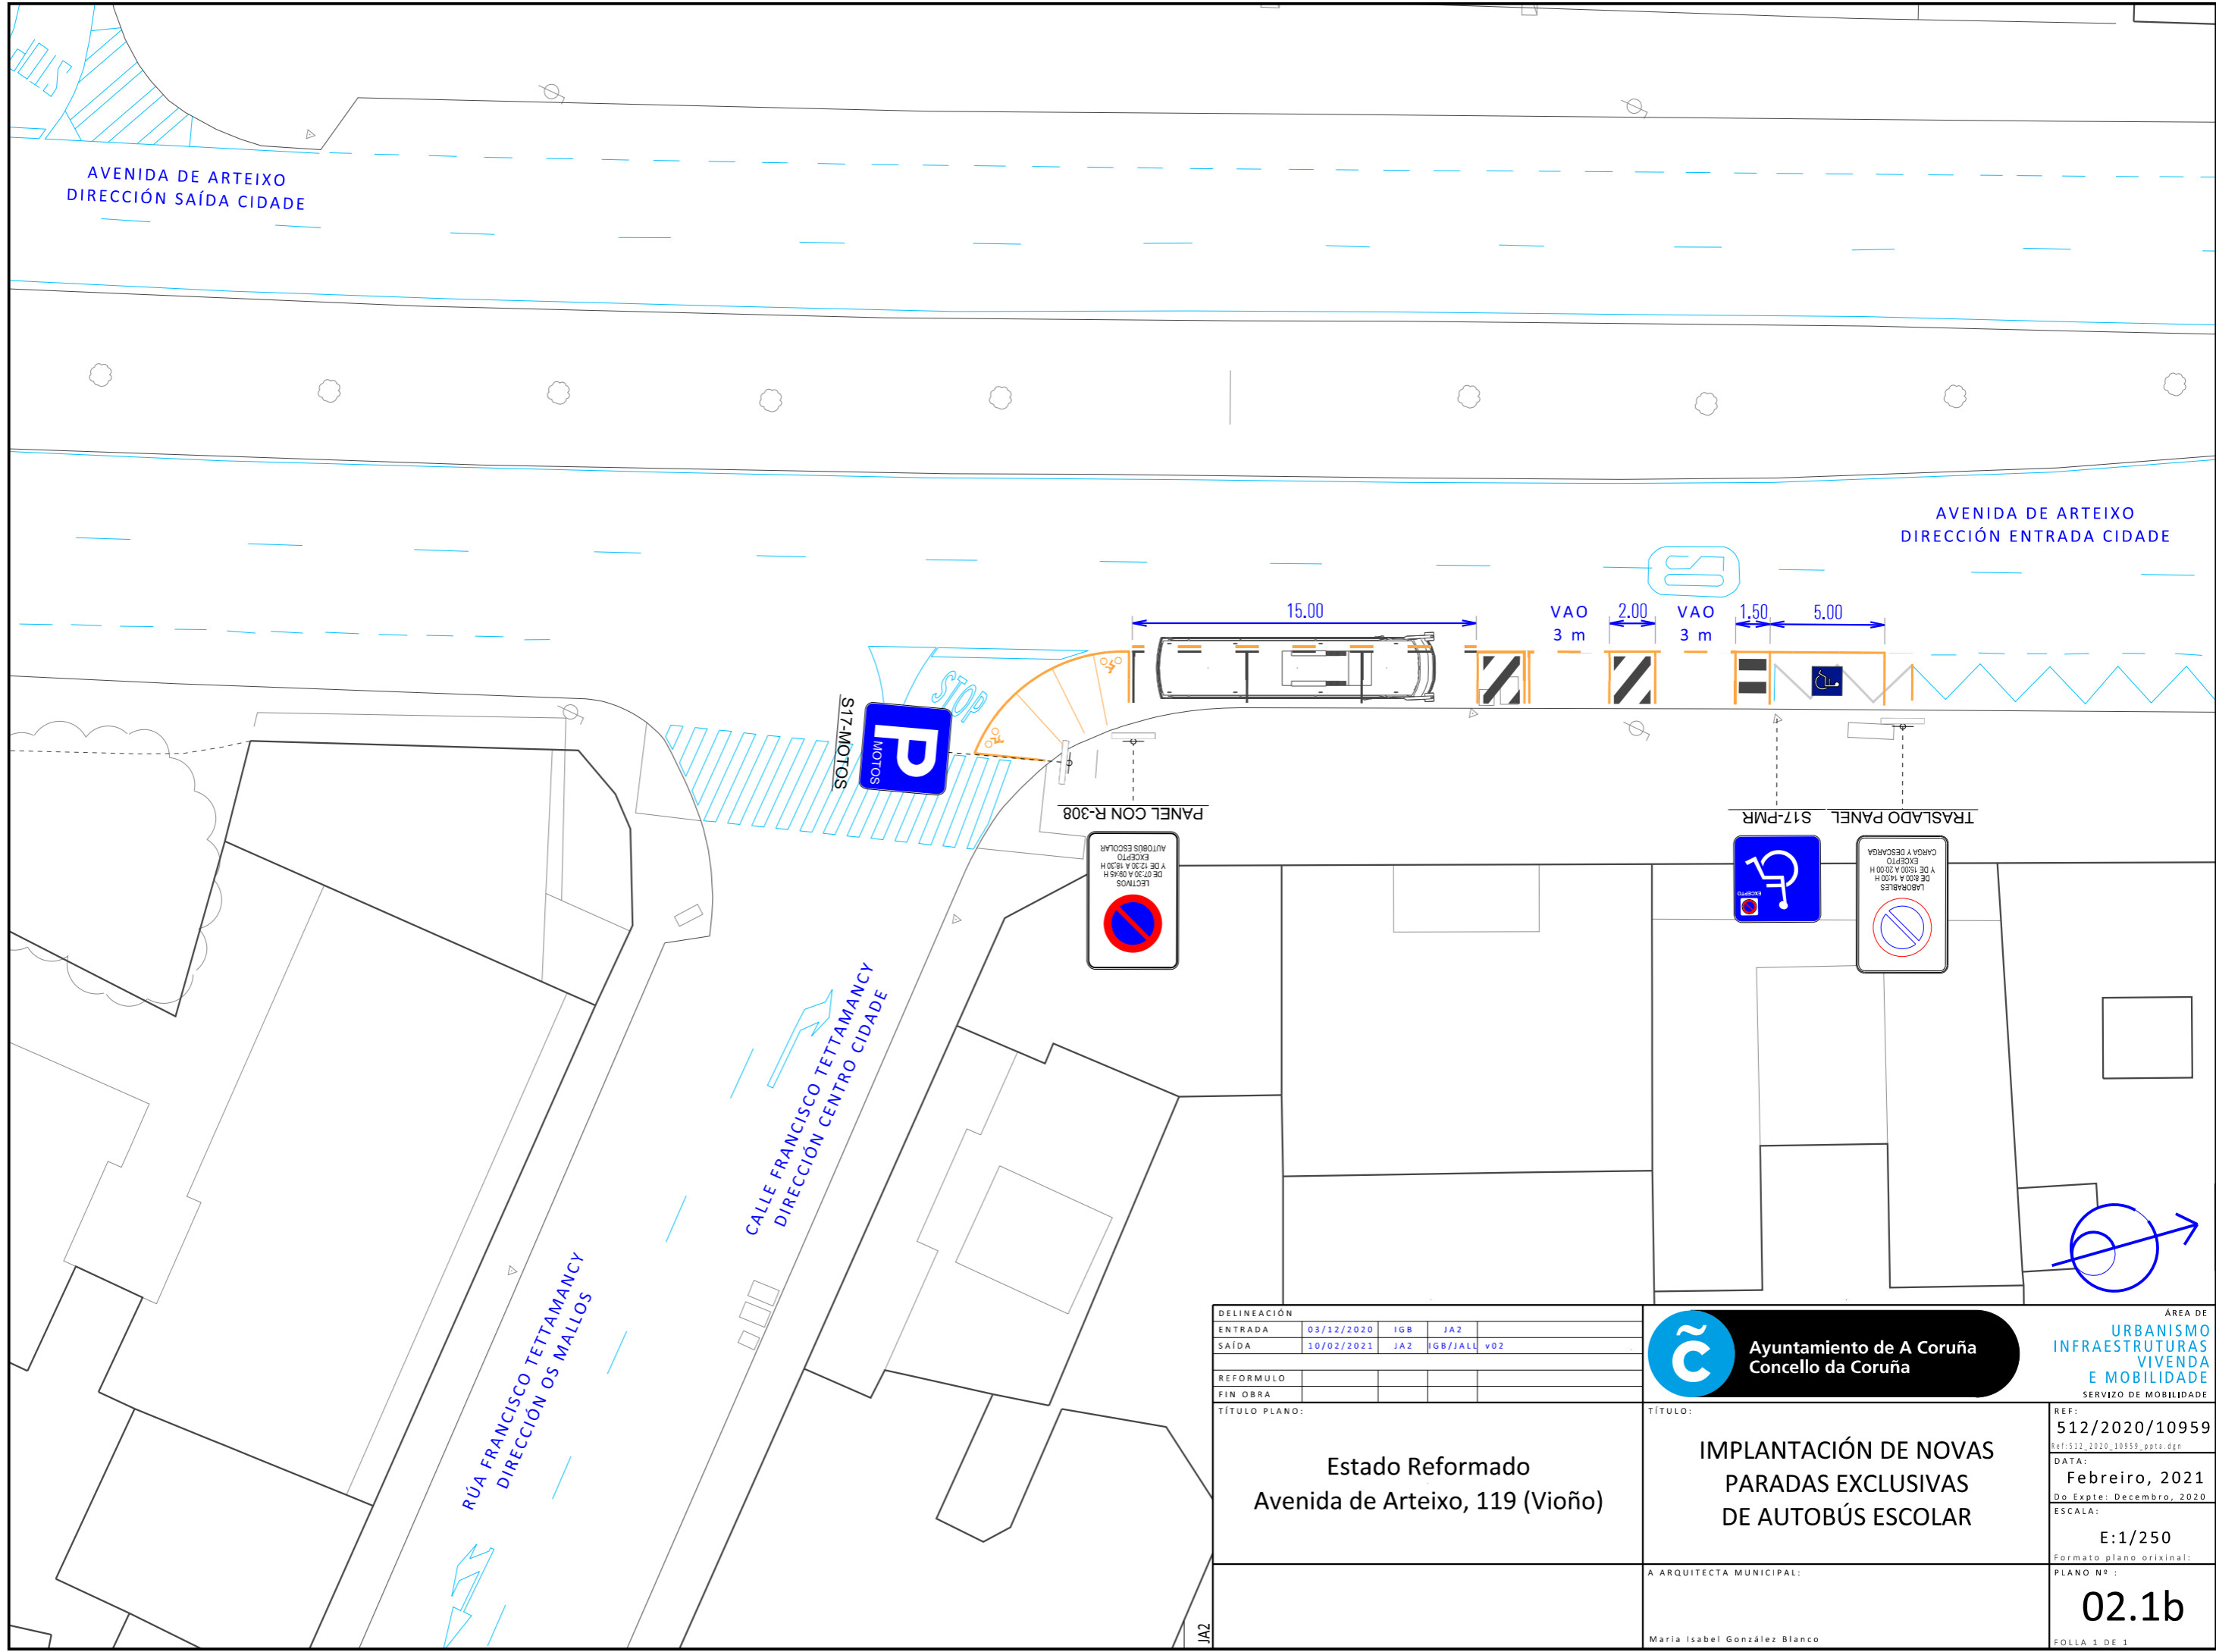 STOP
AVENIDA DE ARTEIXO
DIRECCIÓN SAÍDA CIDADE
AVENIDA DE ARTEIXO
DIRECCIÓN ENTRADA CIDADE
15.00
VAO
3 m
2.00
VAO
3 m
1.50
5.00
STOP
S17-MOTOS
P
MOTOS
PANEL CON R-308
LECTIVOS
DE 07:30 A 09:45 H
Y DE 12:30 A 18:30 H
EXCEPTO
AUTOBÚS ESCOLAR
S17-PMR
EXCEPTO
TRASLADO PANEL
LABORABLES
DE 8:00 A 14:00 H
Y DE 16:00 A 20:00 H
EXCEPTO
CARGA Y DESCARGA
CALLE FRANCISCO TETTAMANCY
DIRECCIÓN CENTRO CIDADE
RÚA FRANCISCO TETTAMANCY
DIRECCIÓN OS MALLOS
DELINEACIÓN
ENTRADA 03/12/2020 IGB JA2
SAÍDA 10/02/2021 JA2 IGB/JALL v02
REFORMULO
FIN OBRA
Ayuntamiento de A Coruña
Concello da Coruña
ÁREA DE
URBANISMO
INFRAESTRUTURAS
VIVENDA
E MOBILIDADE
SERVIZO DE MOBILIDADE
TÍTULO PLANO:
Estado Reformado
Avenida de Arteixo, 119 (Vioño)
TÍTULO:
IMPLANTACIÓN DE NOVAS
PARADAS EXCLUSIVAS
DE AUTOBÚS ESCOLAR
REF:
512/2020/10959
Ref:512_2020_10959_ppta.dgn
DATA:
Febreiro, 2021
Do Expte: Decembro, 2020
ESCALA:
E:1/250
Formato plano orixinal:
A ARQUITECTA MUNICIPAL:
María Isabel González Blanco
PLANO Nº :
02.1b
FOLLA 1 DE 1
JA2